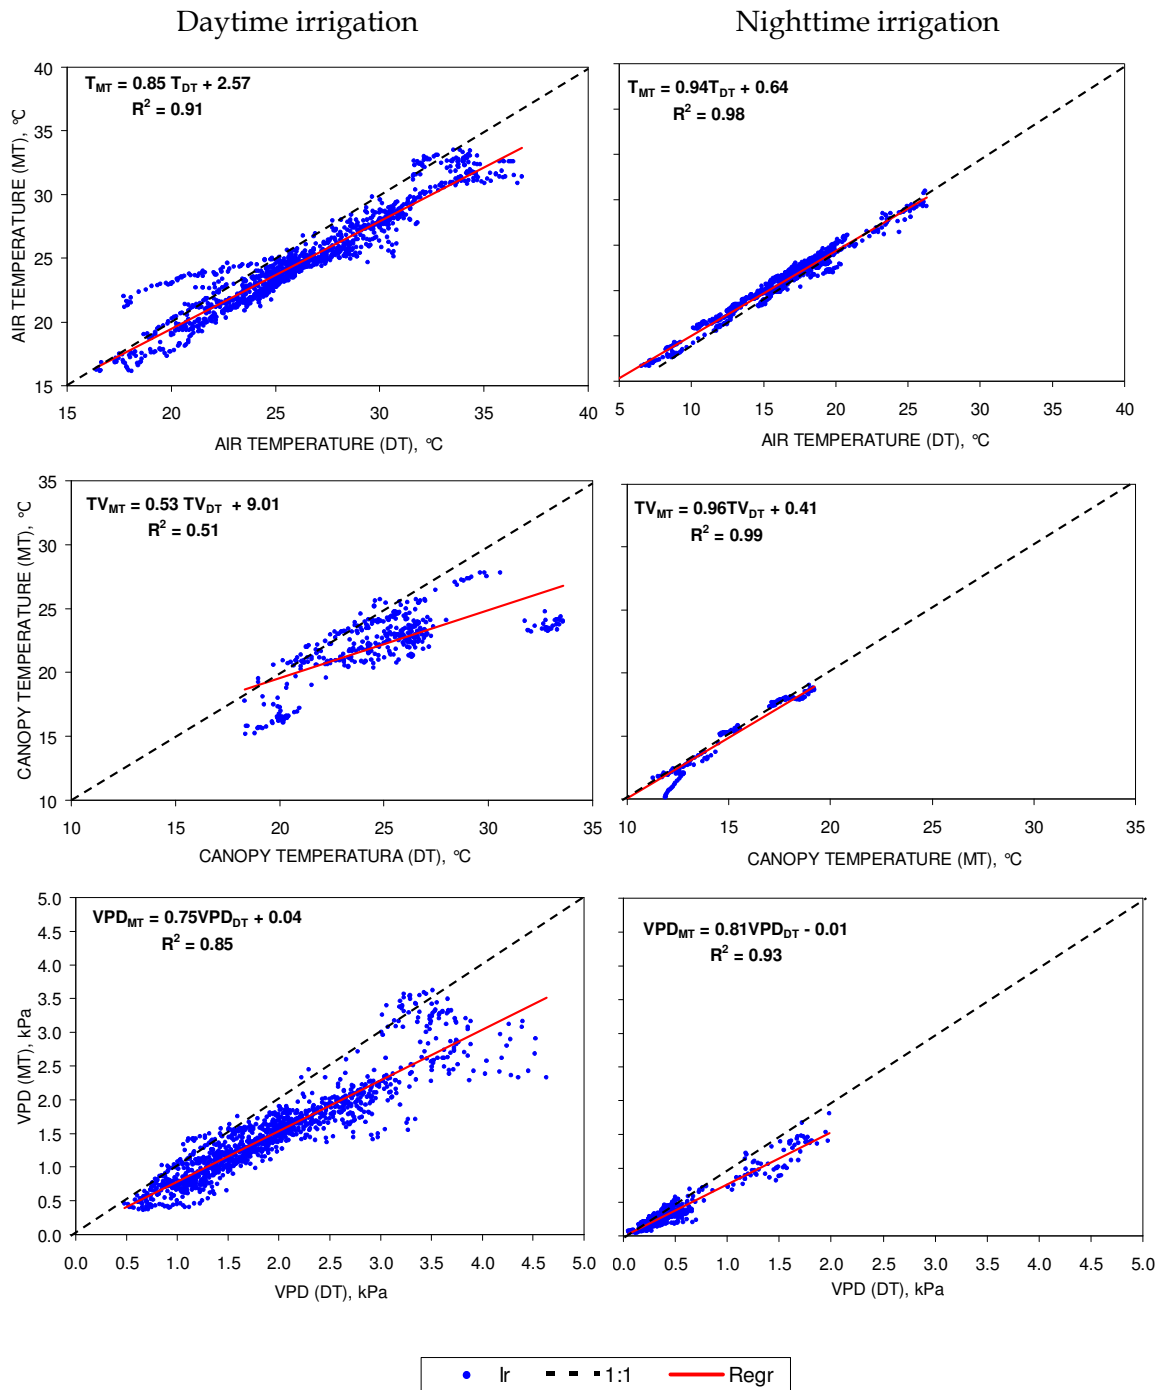 Daytime irrigation
Nighttime irrigation
T_MT = 0.85 T_DT + 2.57
R² = 0.91
AIR TEMPERATURE (MT), °C
40
35
30
25
20
15
15 20 25 30 35 40
AIR TEMPERATURE (DT), °C
T_MT = 0.94T_DT + 0.64
R² = 0.98
5 10 15 20 25 30 35 40
AIR TEMPERATURE (DT), °C
TV_MT = 0.53 TV_DT + 9.01
R² = 0.51
CANOPY TEMPERATURE (MT), °C
35
30
25
20
15
10
10 15 20 25 30 35
CANOPY TEMPERATURA (DT), °C
TV_MT = 0.96TV_DT + 0.41
R² = 0.99
10 15 20 25 30 35
CANOPY TEMPERATURE (MT), °C
VPD_MT = 0.75VPD_DT + 0.04
R² = 0.85
VPD (MT), kPa
5.0
4.5
4.0
3.5
3.0
2.5
2.0
1.5
1.0
0.5
0.0
0.0 0.5 1.0 1.5 2.0 2.5 3.0 3.5 4.0 4.5 5.0
VPD (DT), kPa
VPD_MT = 0.81VPD_DT - 0.01
R² = 0.93
0.0 0.5 1.0 1.5 2.0 2.5 3.0 3.5 4.0 4.5 5.0
VPD (DT), kPa
Ir 1:1 Regr